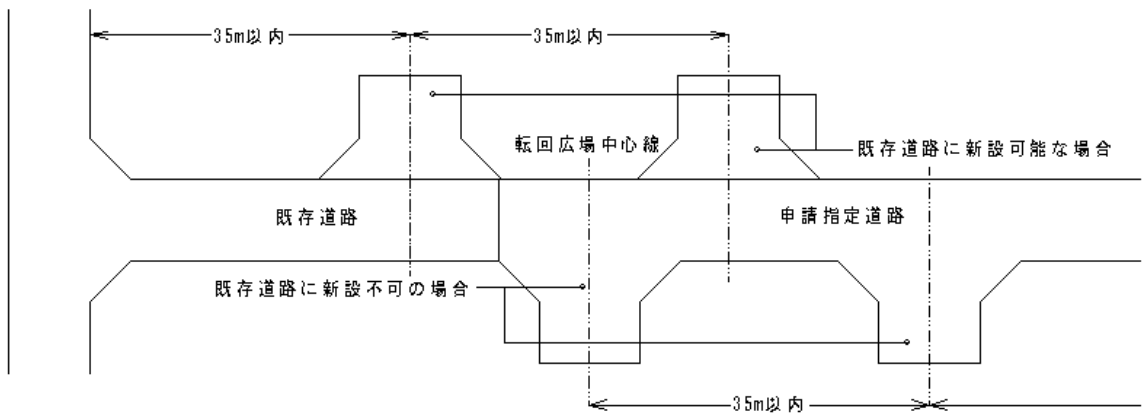 35m以内
35m以内
転回広場中心線
既存道路に新設可能な場合
既存道路
申請指定道路
既存道路に新設不可の場合
35m以内